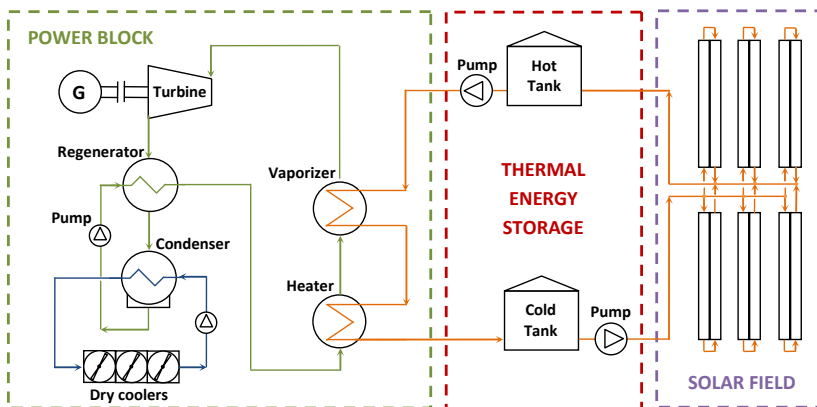 POWER BLOCK
G
Turbine
Regenerator
Pump
Condenser
Dry coolers
Vaporizer
Heater
Pump
Hot
Tank
THERMAL
ENERGY
STORAGE
Cold
Tank
Pump
SOLAR FIELD